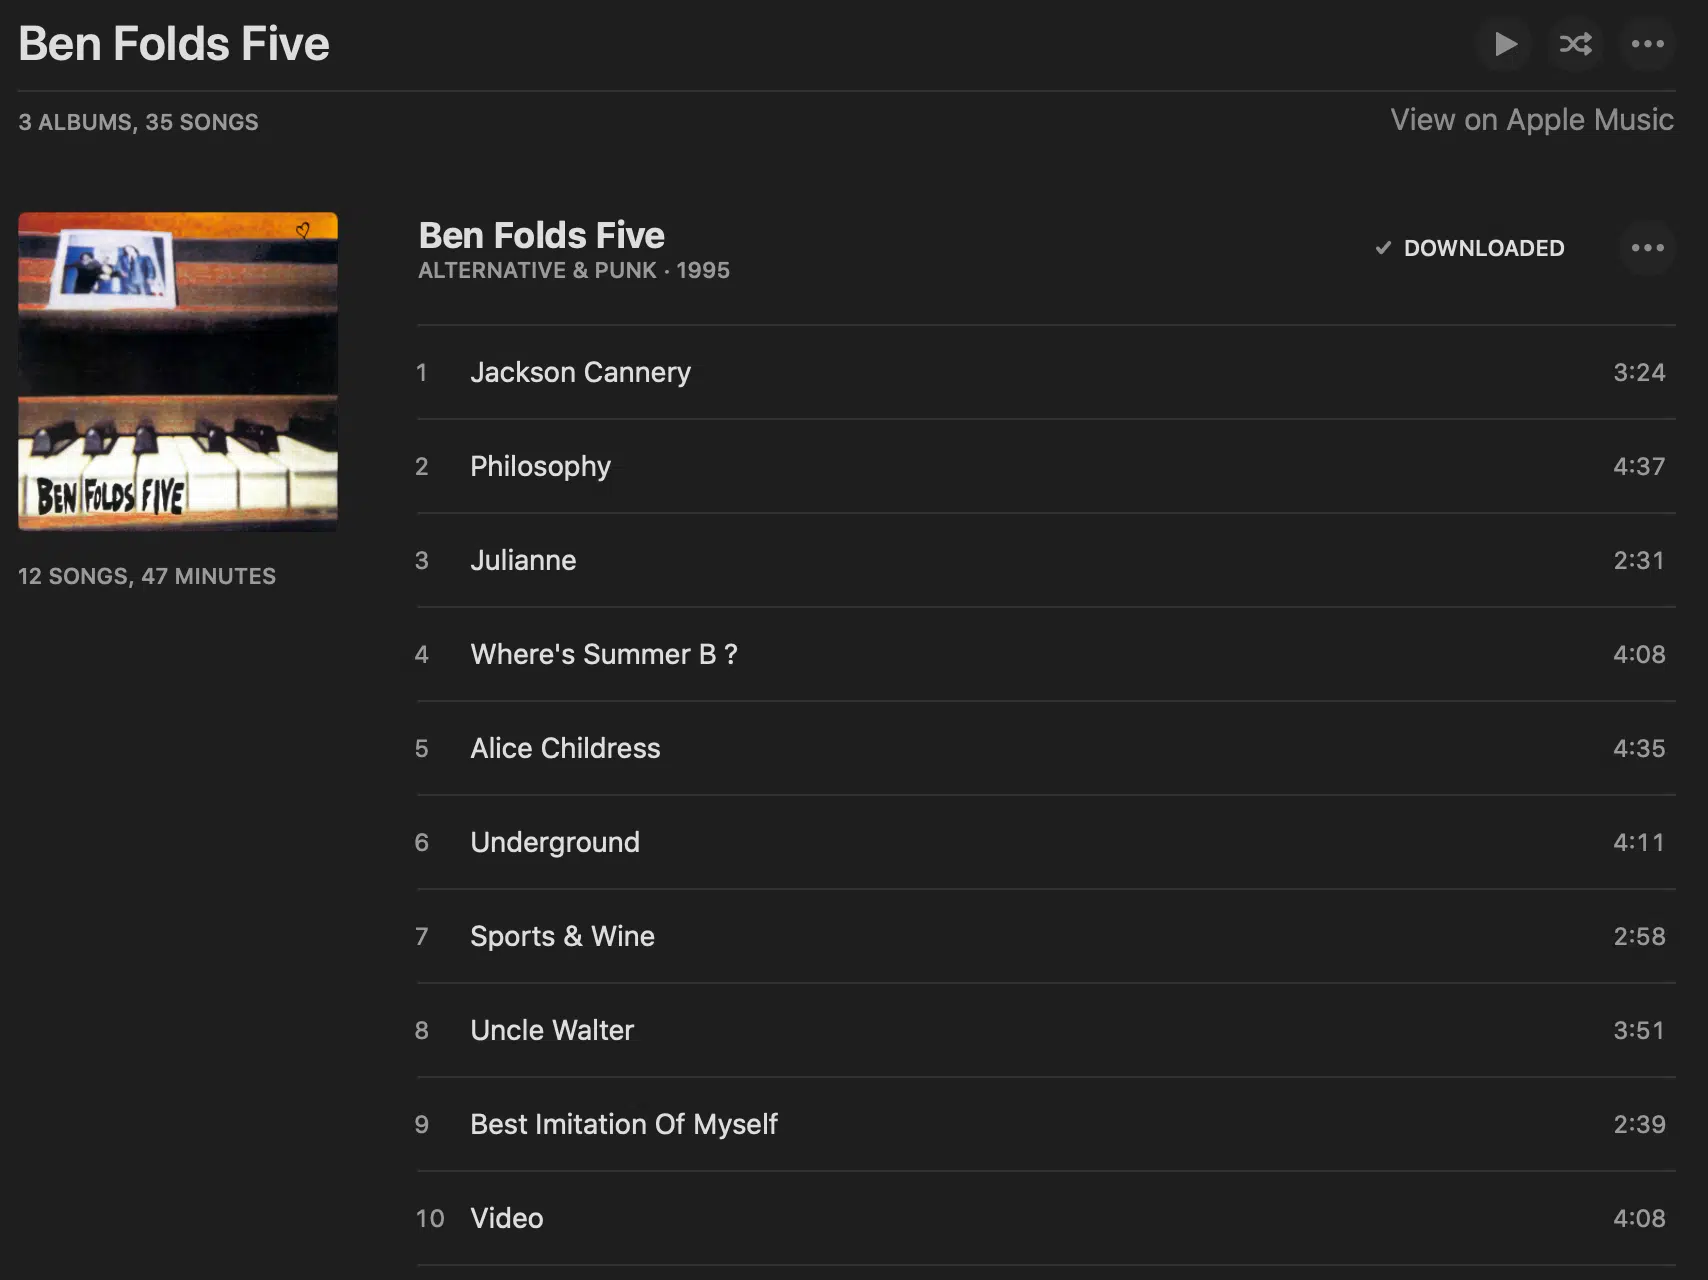 Ben Folds Five
3 ALBUMS, 35 SONGS
View on Apple Music
BEN FOLDS FIVE
12 SONGS, 47 MINUTES
Ben Folds Five
ALTERNATIVE & PUNK · 1995
DOWNLOADED
1 Jackson Cannery 3:24
2 Philosophy 4:37
3 Julianne 2:31
4 Where's Summer B ? 4:08
5 Alice Childress 4:35
6 Underground 4:11
7 Sports & Wine 2:58
8 Uncle Walter 3:51
9 Best Imitation Of Myself 2:39
10 Video 4:08